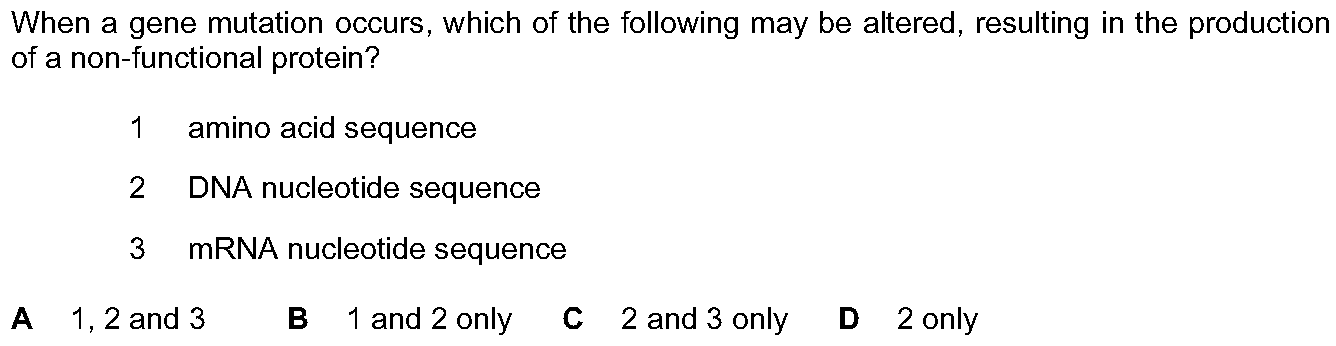 When a gene mutation occurs, which of the following may be altered, resulting in the production
of a non-functional protein?
1 amino acid sequence
2 DNA nucleotide sequence
3 mRNA nucleotide sequence
A 1, 2 and 3 B 1 and 2 only C 2 and 3 only D 2 only